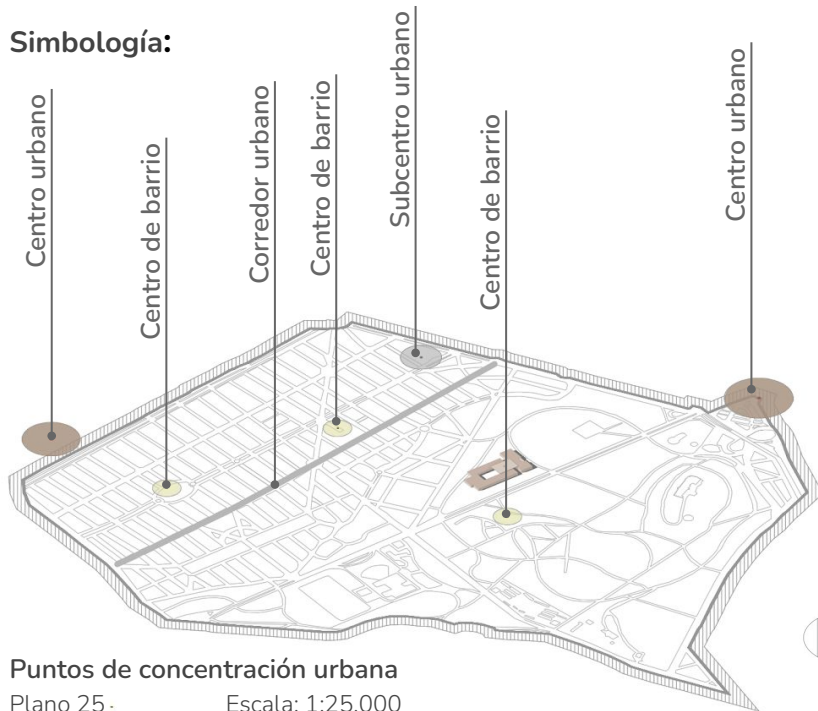 Simbología:
Centro urbano
Centro de barrio
Corredor urbano
Centro de barrio
Subcentro urbano
Centro de barrio
Centro urbano
Puntos de concentración urbana
Plano 25 . Escala: 1:25,000